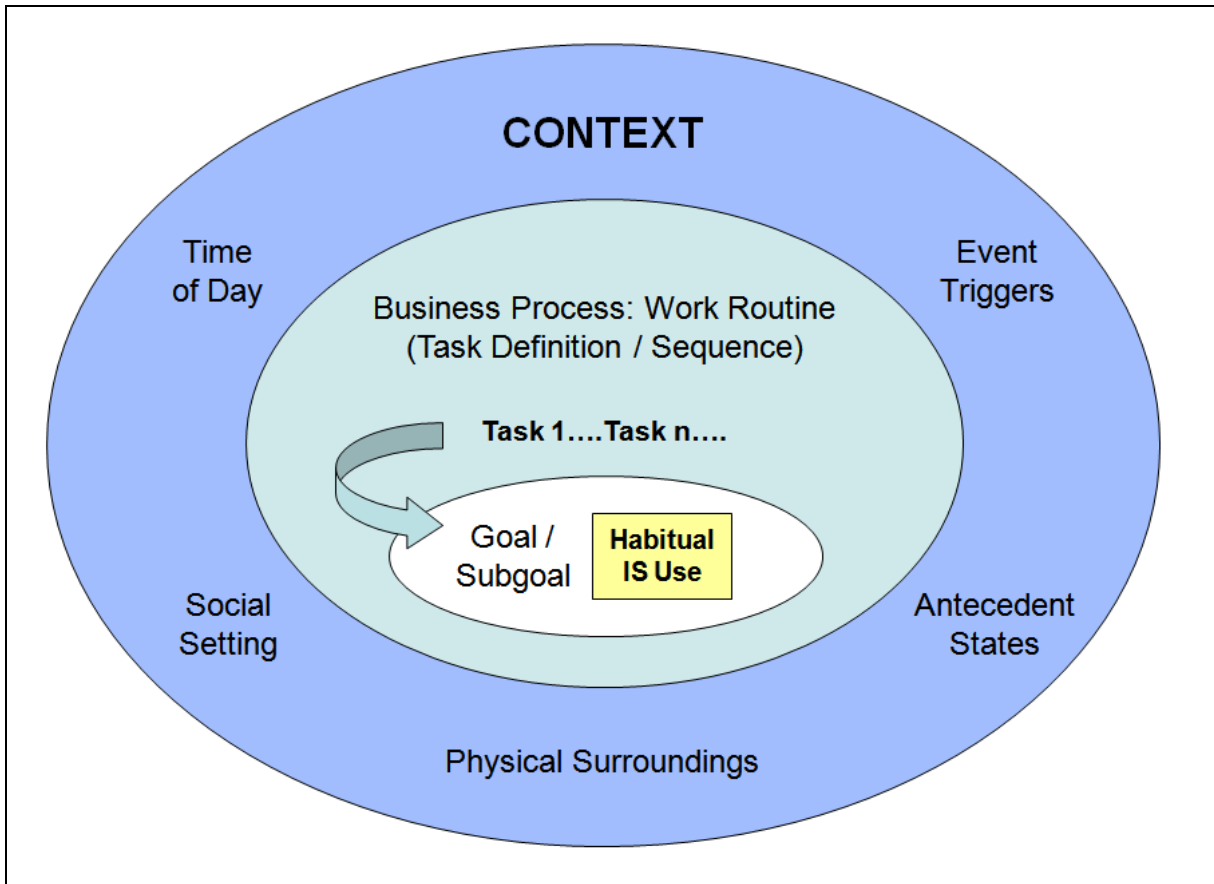 CONTEXT
Time
of Day
Event
Triggers
Business Process: Work Routine
(Task Definition / Sequence)
Task 1....Task n....
Goal /
Subgoal
Habitual
IS Use
Social
Setting
Antecedent
States
Physical Surroundings